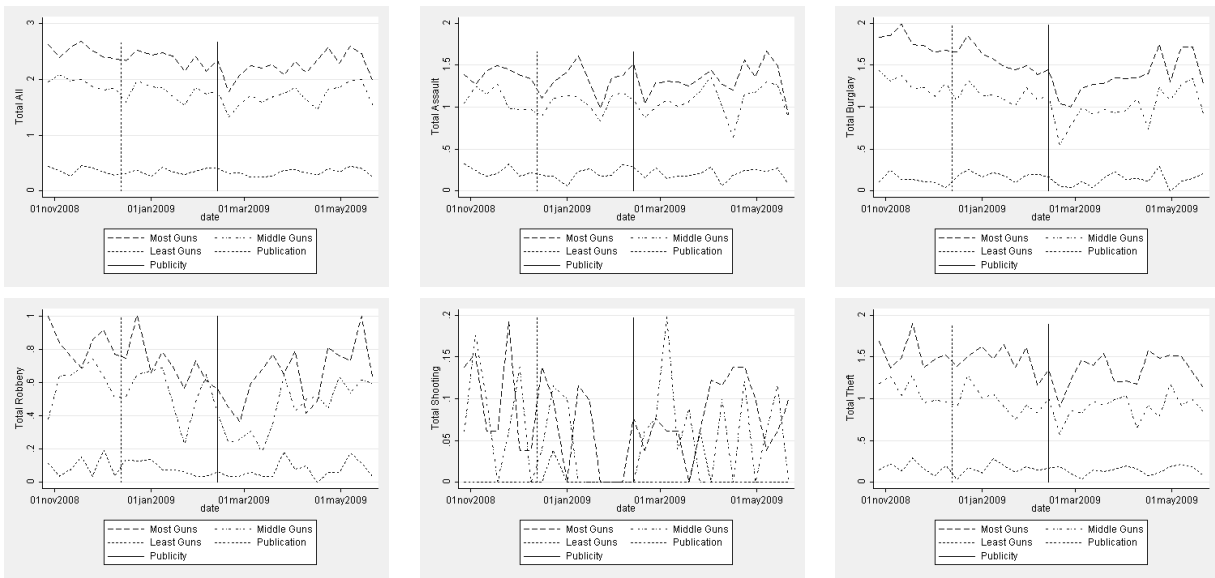 Total All
3
2
1
0
01nov2008 01jan2009 01mar2009 01may2009
date
Most Guns Middle Guns
Least Guns Publication
Publicity
Total Assault
2
1.5
1
.5
0
01nov2008 01jan2009 01mar2009 01may2009
date
Most Guns Middle Guns
Least Guns Publication
Publicity
Total Burglary
2
1.5
1
.5
0
01nov2008 01jan2009 01mar2009 01may2009
date
Most Guns Middle Guns
Least Guns Publication
Publicity
Total Robbery
1
.8
.6
.4
.2
0
01nov2008 01jan2009 01mar2009 01may2009
date
Most Guns Middle Guns
Least Guns Publication
Publicity
Total Shooting
.2
.15
.1
.05
0
01nov2008 01jan2009 01mar2009 01may2009
date
Most Guns Middle Guns
Least Guns Publication
Publicity
Total Theft
2
1.5
1
.5
0
01nov2008 01jan2009 01mar2009 01may2009
date
Most Guns Middle Guns
Least Guns Publication
Publicity